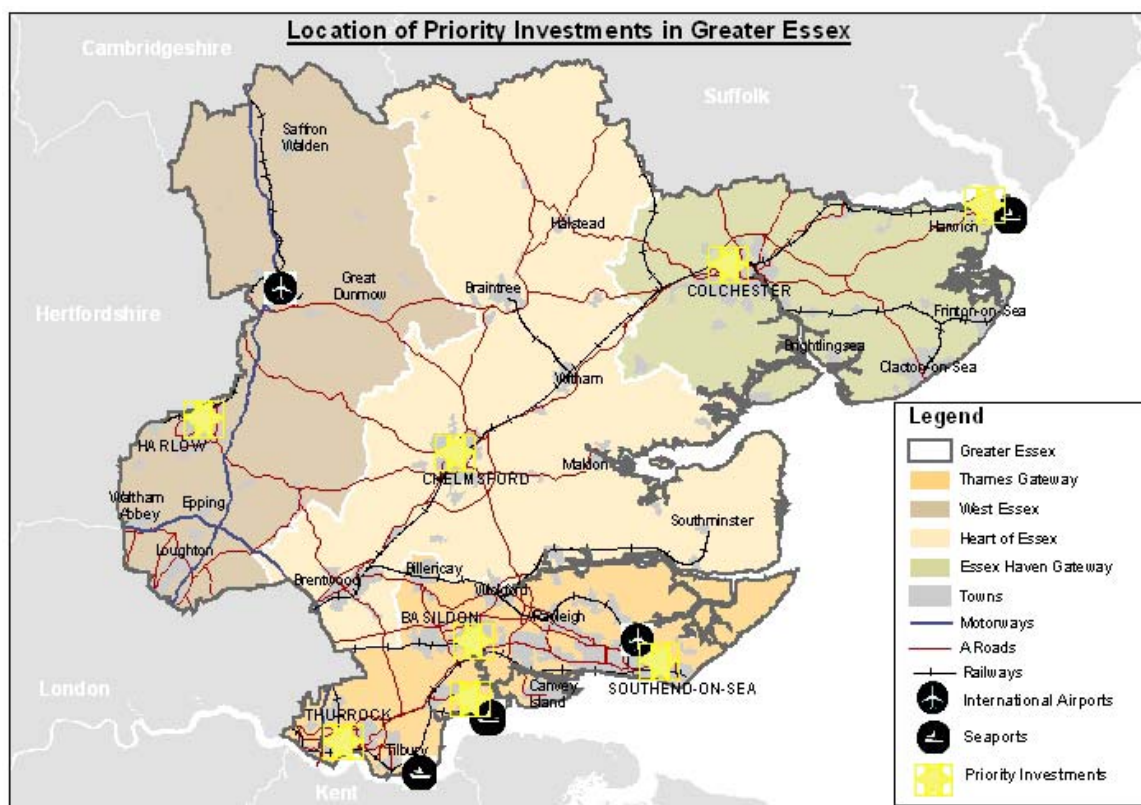 Location of Priority Investments in Greater Essex
Cambridgeshire
Suffolk
Saffron
Walden
Halstead
Harwich
Great
Dunmow
Braintree
COLCHESTER
Hertfordshire
Frinton-on-Sea
Brightlingsea
Clacton-on-Sea
Witham
HARLOW
CHELMSFORD
Maldon
Waltham
Abbey
Epping
Southminster
Loughton
Brentwood
Billericay
Wickford
Rayleigh
BASILDON
London
Canvey
Island
SOUTHEND-ON-SEA
THURROCK
Tilbury
Kent
Legend
Greater Essex
Thames Gateway
West Essex
Heart of Essex
Essex Haven Gateway
Towns
Motorways
A Roads
Railways
International Airports
Seaports
Priority Investments